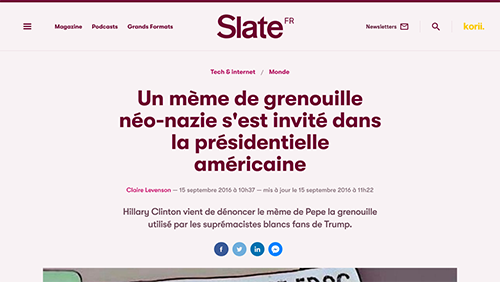 Magazine Podcasts Grands Formats Slate FR Newsletters korii.
Tech & internet / Monde
Un mème de grenouille
néo-nazie s'est invité dans
la présidentielle
américaine
Claire Levenson — 15 septembre 2016 à 10h37 — mis à jour le 15 septembre 2016 à 11h22
Hillary Clinton vient de dénoncer le mème de Pepe la grenouille
utilisé par les suprémacistes blancs fans de Trump.